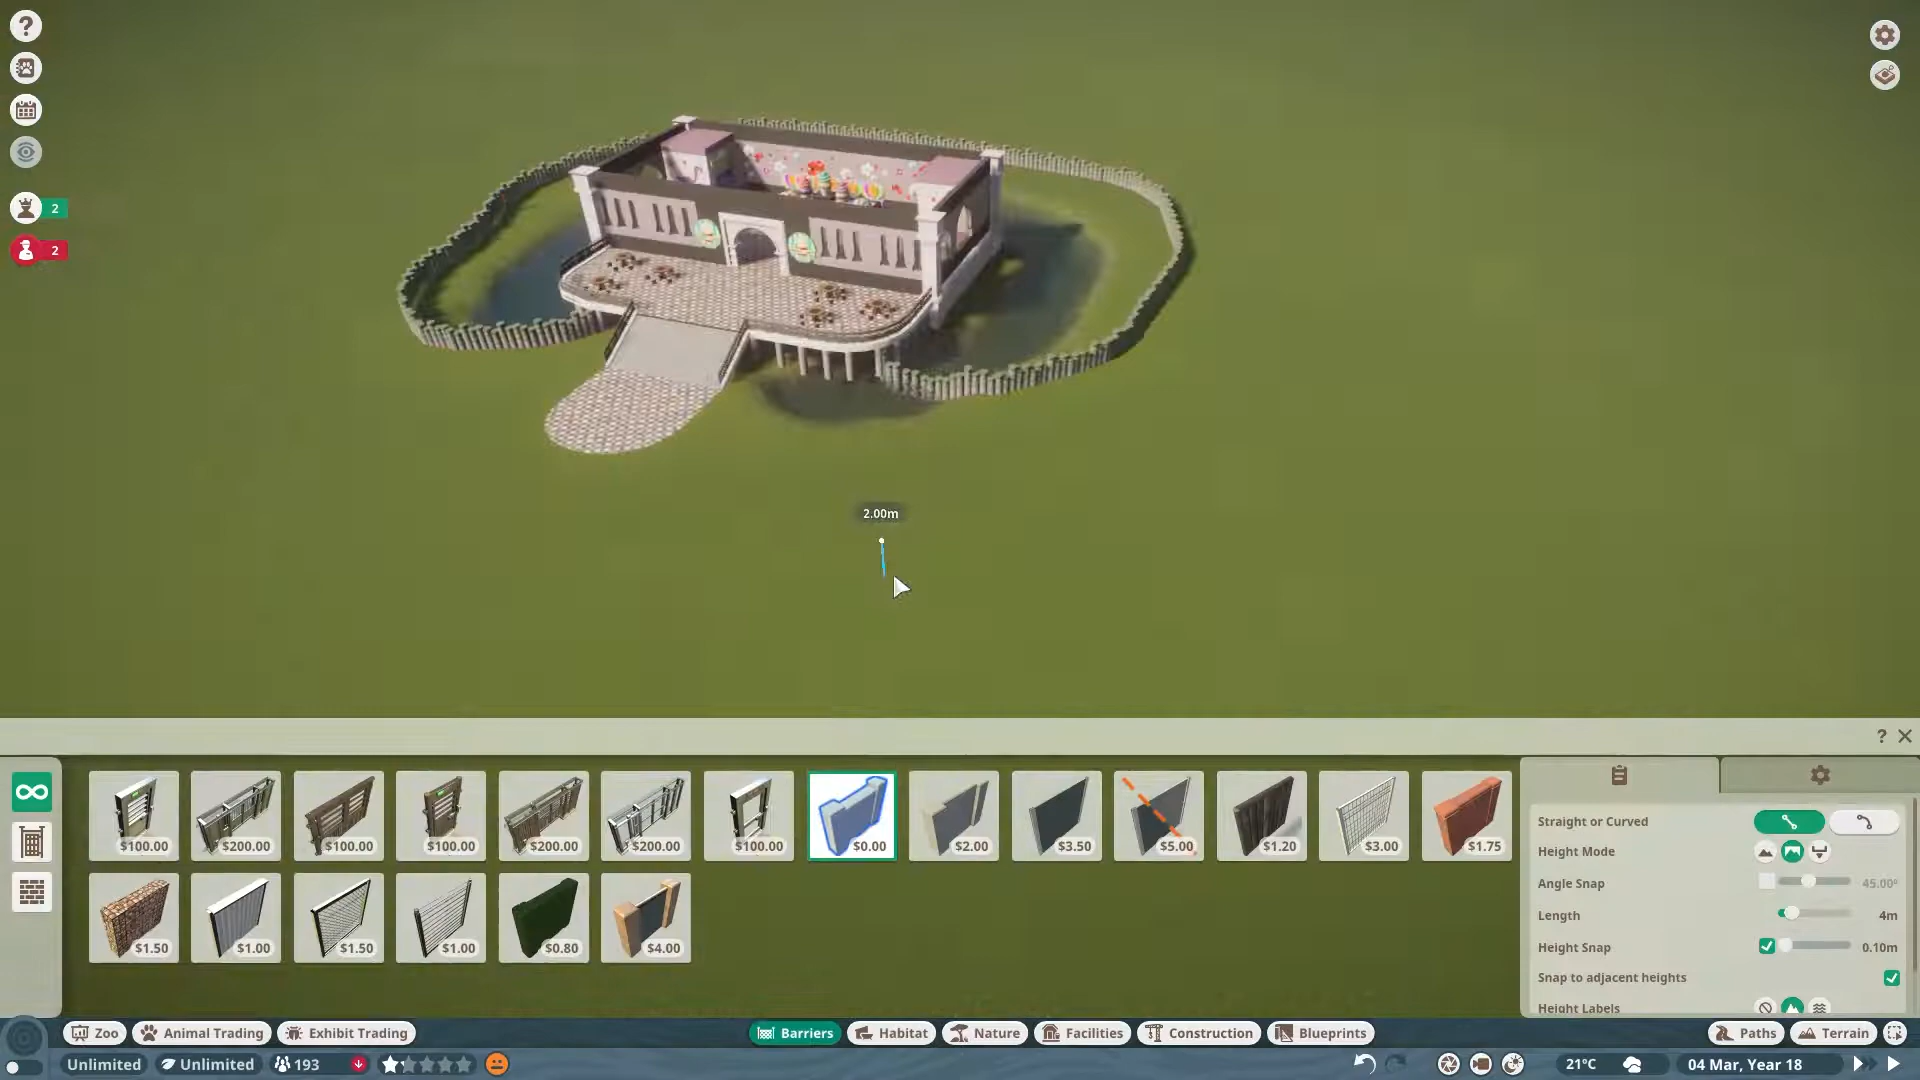 ?
2
2
2.00m
? ×
$100.00 $200.00 $100.00 $100.00 $200.00 $200.00 $100.00 $0.00 $2.00 $3.50 $5.00 $1.20 $3.00 $1.75
$1.50 $1.00 $1.50 $1.00 $0.80 $4.00
Straight or Curved
Height Mode
Angle Snap 45.00°
Length 4m
Height Snap 0.10m
Snap to adjacent heights
Height Labels
Zoo Animal Trading Exhibit Trading Barriers Habitat Nature Facilities Construction Blueprints Paths Terrain
Unlimited Unlimited 193 21°C 04 Mar, Year 18